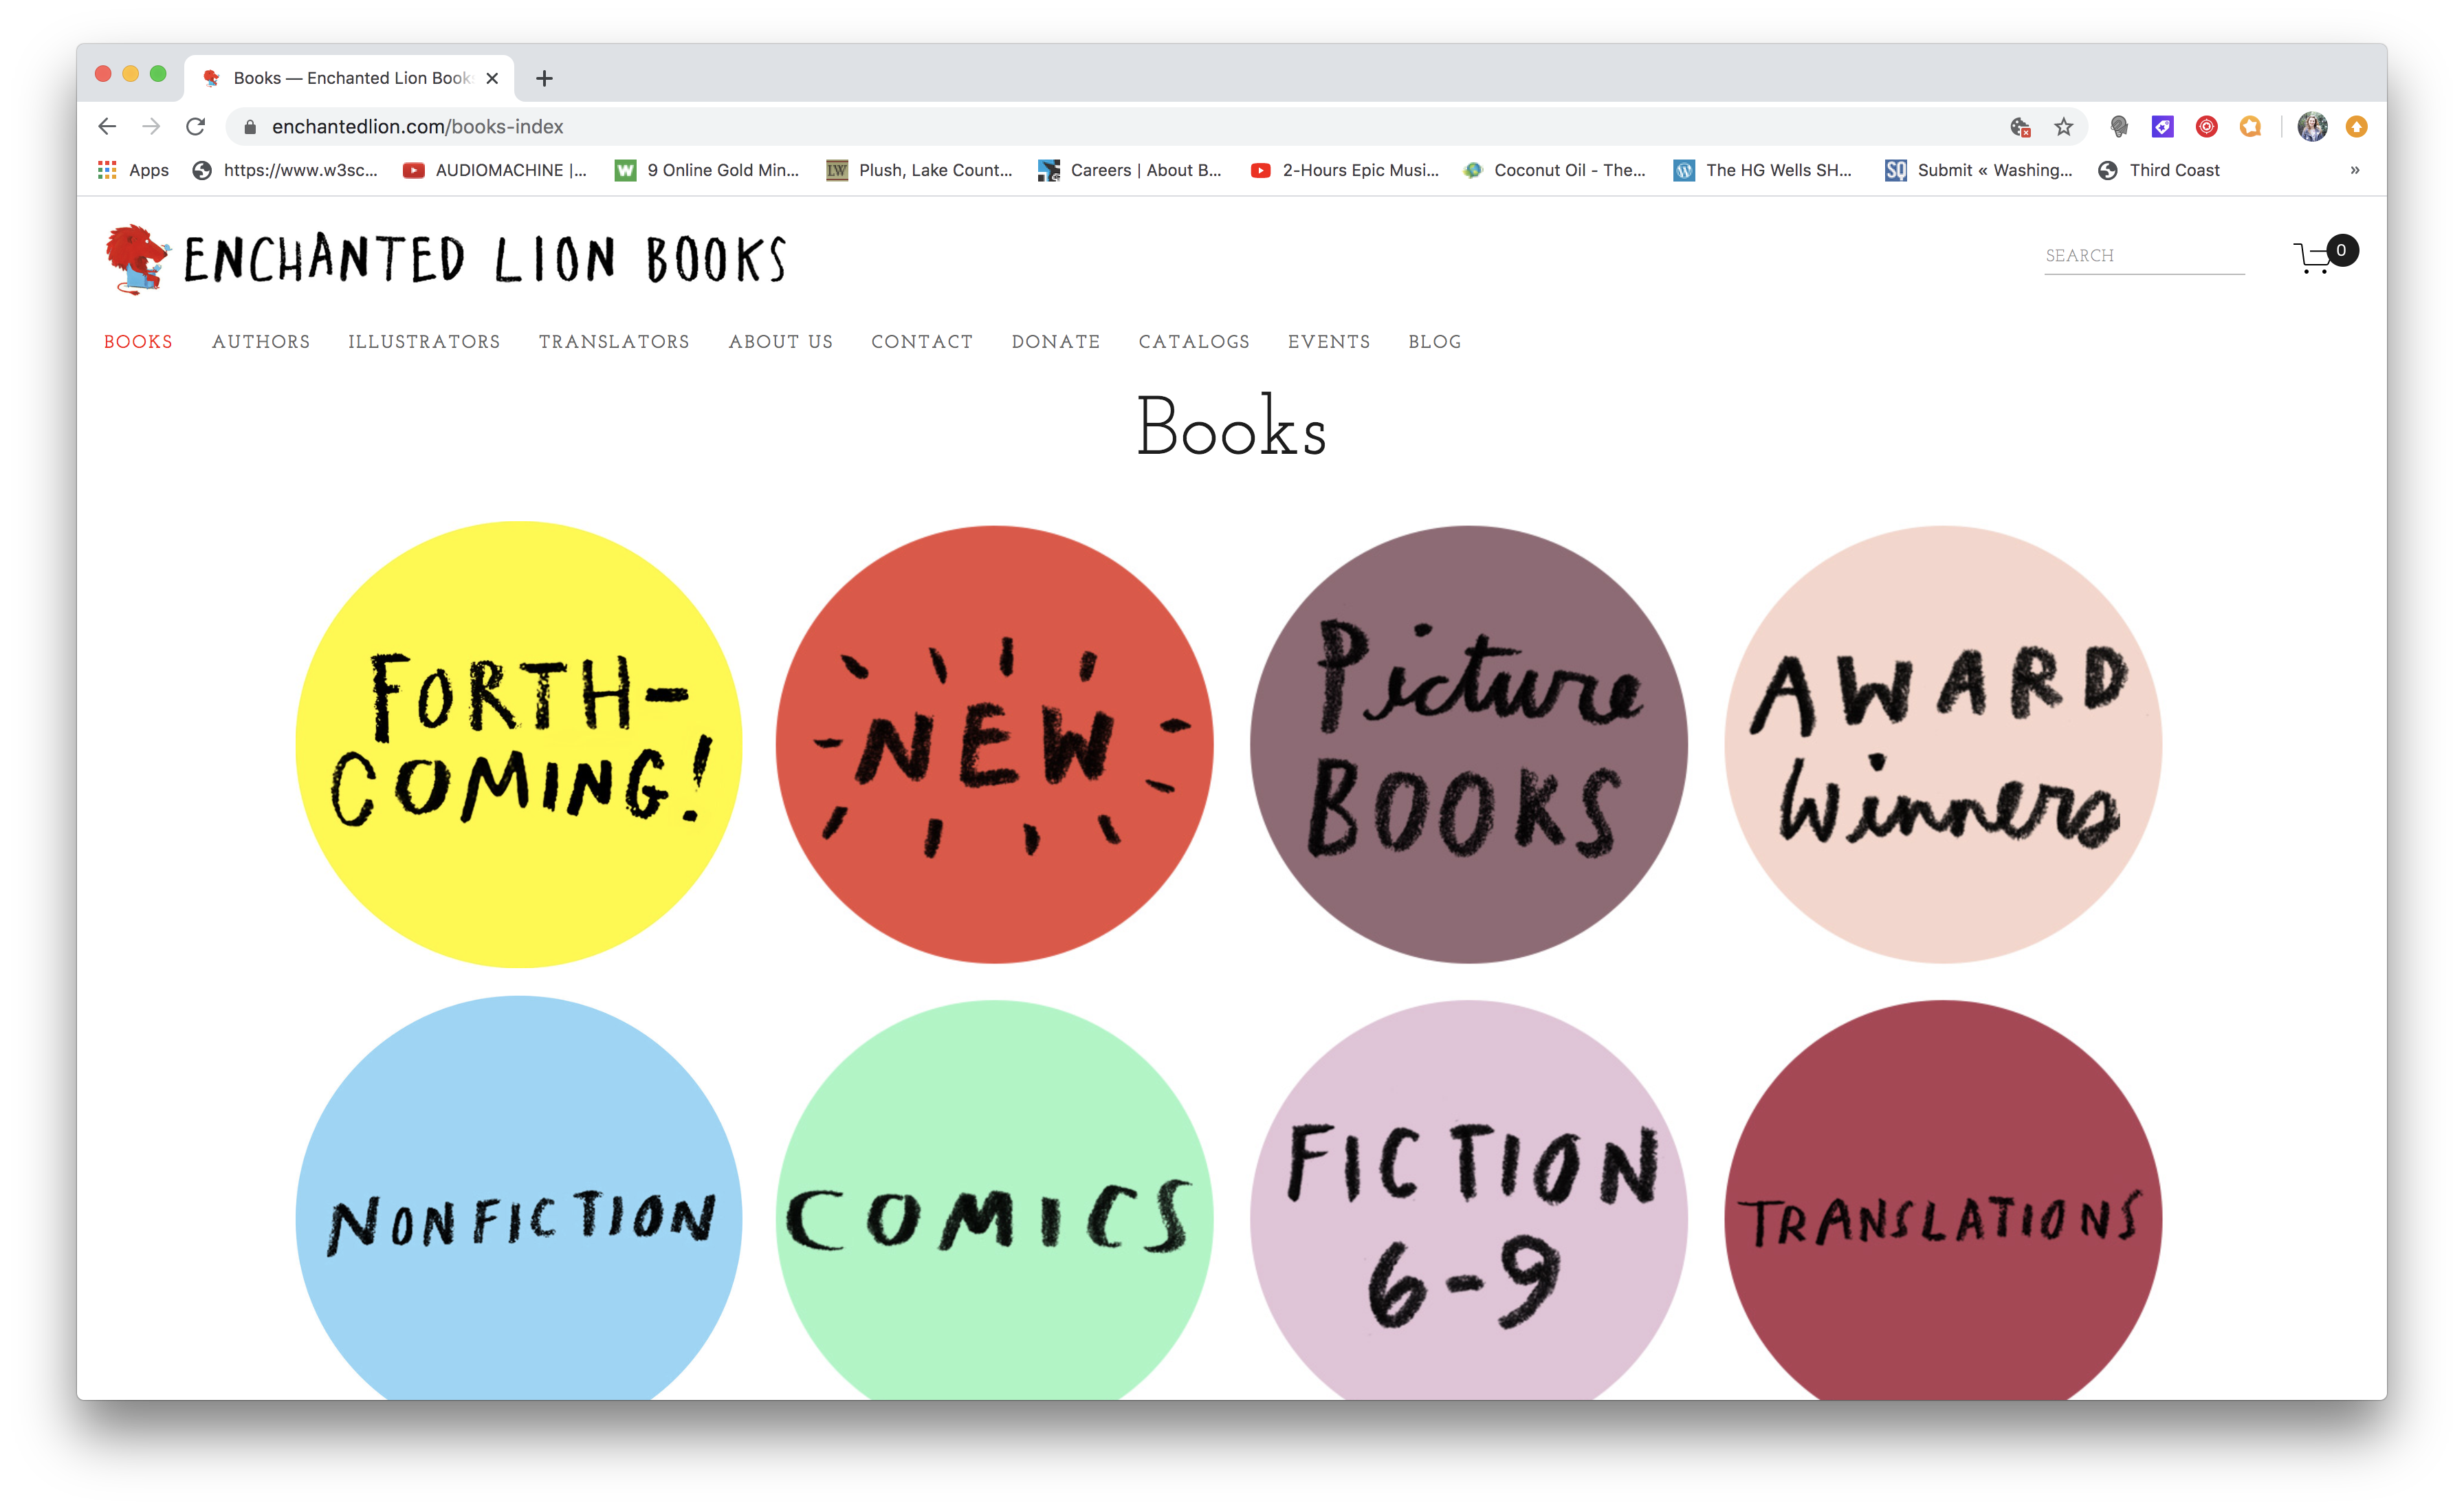 Books — Enchanted Lion Book
enchantedlion.com/books-index
Apps https://www.w3sc... AUDIOMACHINE |... W 9 Online Gold Min... LW Plush, Lake Count... Careers | About B... 2-Hours Epic Musi... Coconut Oil - The... The HG Wells SH... SQ Submit « Washing... Third Coast »
ENCHANTED LION BOOKS
SEARCH
0
BOOKS AUTHORS ILLUSTRATORS TRANSLATORS ABOUT US CONTACT DONATE CATALOGS EVENTS BLOG
Books
FORTH-
COMING!
NEW
Picture
BOOKS
AWARD
Winners
NONFICTION
COMICS
FICTION
6-9
TRANSLATIONS